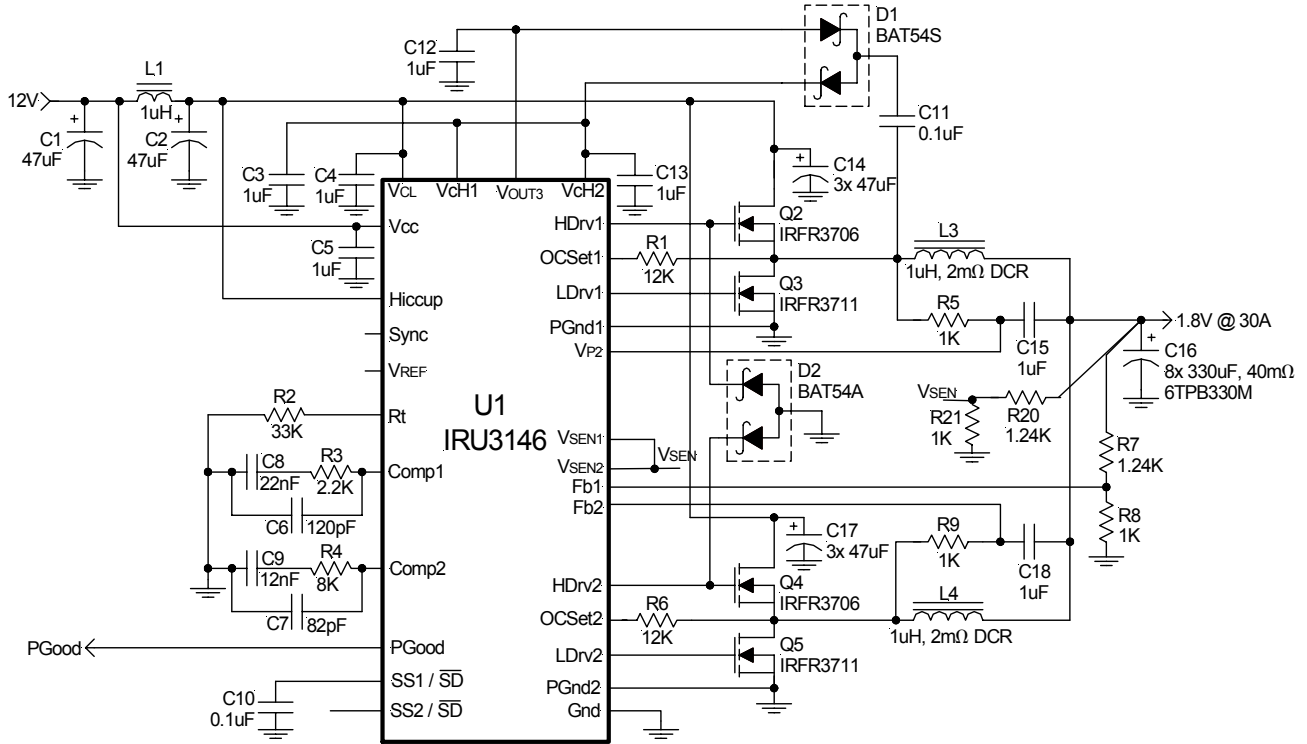 D1
BAT54S
C12
1uF
L1
12V
1uH
C1
47uF
C2
47uF
C11
0.1uF
C3
1uF
C4
1uF
C13
1uF
C14
3x 47uF
VCL
VcH1
VOUT3
VcH2
Vcc
C5
1uF
HDrv1
Q2
IRFR3706
OCSet1
R1
12K
L3
1uH, 2mΩ DCR
Hiccup
LDrv1
Q3
IRFR3711
R5
1K
C15
1uF
1.8V @ 30A
Sync
PGnd1
VP2
C16
8x 330uF, 40mΩ
6TPB330M
VREF
D2
BAT54A
VSEN
R21
1K
R20
1.24K
R2
33K
Rt
U1
IRU3146
VSEN1
VSEN2
VSEN
R7
1.24K
C8
22nF
R3
2.2K
Comp1
Fb1
Fb2
C6
120pF
R8
1K
C17
3x 47uF
R9
1K
C18
1uF
C9
12nF
R4
8K
Comp2
HDrv2
Q4
IRFR3706
C7
82pF
OCSet2
R6
12K
L4
1uH, 2mΩ DCR
PGood
PGood
LDrv2
Q5
IRFR3711
SS1 / SD
PGnd2
C10
0.1uF
SS2 / SD
Gnd